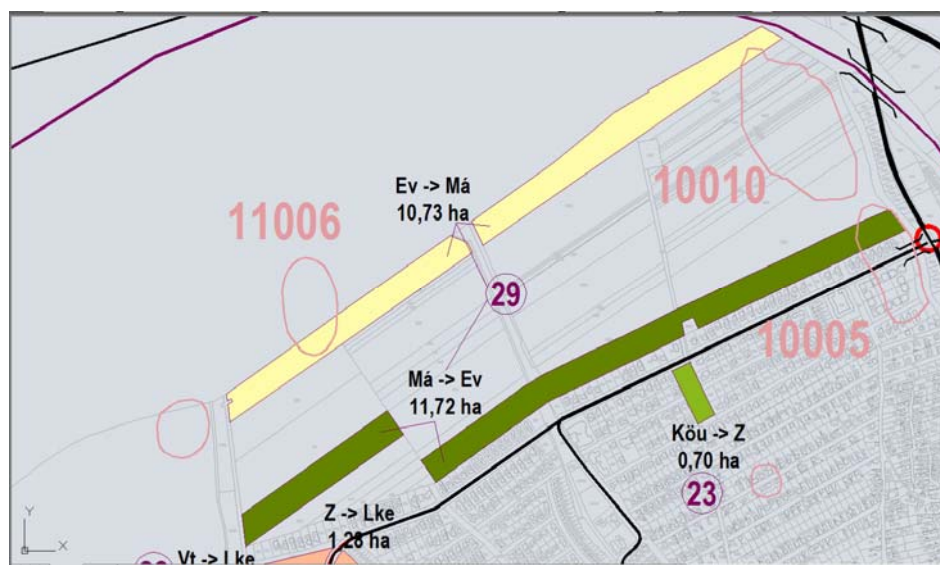 Ev -> Má
10,73 ha
11006
10010
29
10005
Má -> Ev
11,72 ha
Köu -> Z
0,70 ha
23
Z -> Lke
1,28 ha
Vt -> Lke
Y
X